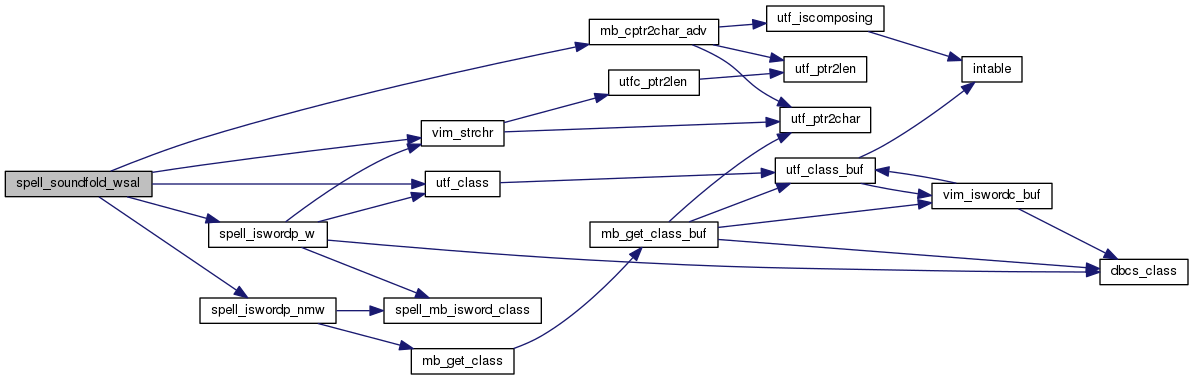 utf_iscomposing
mb_cptr2char_adv
utf_ptr2len
intable
utfc_ptr2len
utf_ptr2char
vim_strchr
utf_class_buf
spell_soundfold_wsal
utf_class
vim_iswordc_buf
spell_iswordp_w
mb_get_class_buf
dbcs_class
spell_iswordp_nmw
spell_mb_isword_class
mb_get_class